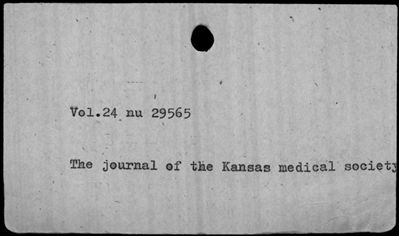 Vol.24 nu 29565
The journal of the Kansas medical society